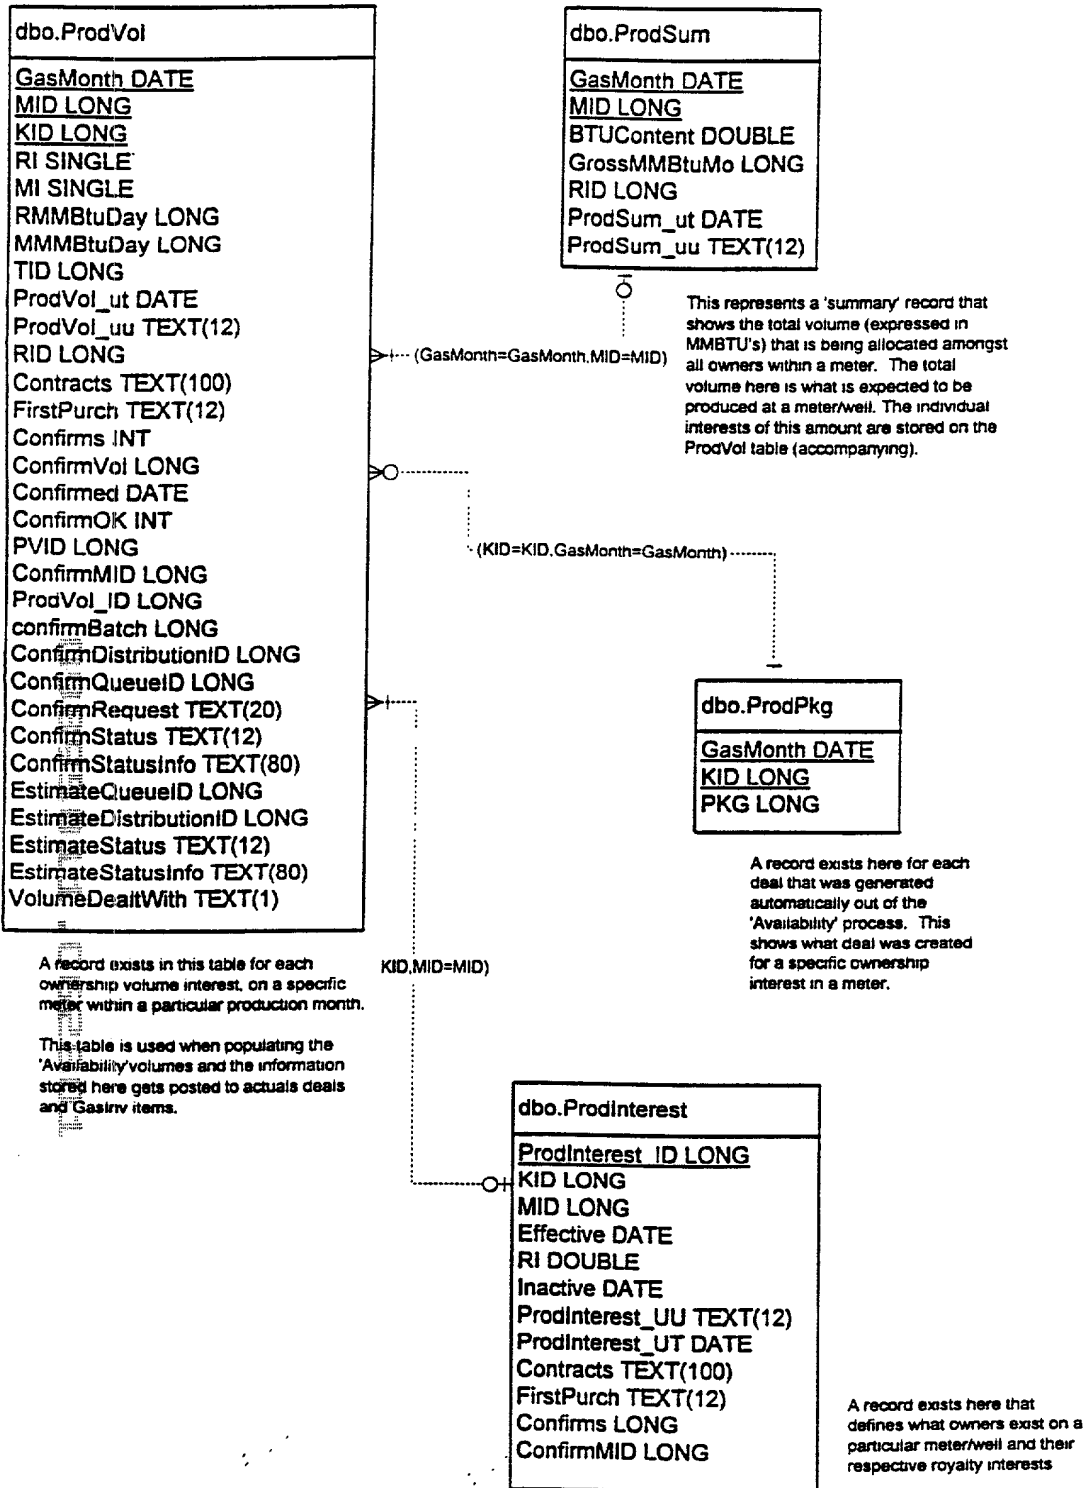 dbo.ProdVol
GasMonth DATE
MID LONG
KID LONG
RI SINGLE
MI SINGLE
RMMBtuDay LONG
MMMBtuDay LONG
TID LONG
ProdVol_ut DATE
ProdVol_uu TEXT(12)
RID LONG
Contracts TEXT(100)
FirstPurch TEXT(12)
Confirms INT
ConfirmVol LONG
Confirmed DATE
ConfirmOK INT
PVID LONG
ConfirmMID LONG
ProdVol_ID LONG
confirmBatch LONG
ConfirmDistributionID LONG
ConfirmQueueID LONG
ConfirmRequest TEXT(20)
ConfirmStatus TEXT(12)
ConfirmStatusInfo TEXT(80)
EstimateQueueID LONG
EstimateDistributionID LONG
EstimateStatus TEXT(12)
EstimateStatusInfo TEXT(80)
VolumeDealtWith TEXT(1)
A record exists in this table for each
ownership volume interest, on a specific
meter within a particular production month.
This table is used when populating the
'Availability'volumes and the information
stored here gets posted to actuals deals
and GasInv items.
dbo.ProdSum
GasMonth DATE
MID LONG
BTUContent DOUBLE
GrossMMBtuMo LONG
RID LONG
ProdSum_ut DATE
ProdSum_uu TEXT(12)
(GasMonth=GasMonth,MID=MID)
This represents a 'summary' record that
shows the total volume (expressed in
MMBTU's) that is being allocated amongst
all owners within a meter. The total
volume here is what is expected to be
produced at a meter/well. The individual
interests of this amount are stored on the
ProdVol table (accompanying).
(KID=KID,GasMonth=GasMonth)
dbo.ProdPkg
GasMonth DATE
KID LONG
PKG LONG
A record exists here for each
deal that was generated
automatically out of the
'Availability' process. This
shows what deal was created
for a specific ownership
interest in a meter.
KID,MID=MID)
dbo.ProdInterest
ProdInterest_ID LONG
KID LONG
MID LONG
Effective DATE
RI DOUBLE
Inactive DATE
ProdInterest_UU TEXT(12)
ProdInterest_UT DATE
Contracts TEXT(100)
FirstPurch TEXT(12)
Confirms LONG
ConfirmMID LONG
A record exists here that
defines what owners exist on a
particular meter/well and their
respective royalty interests